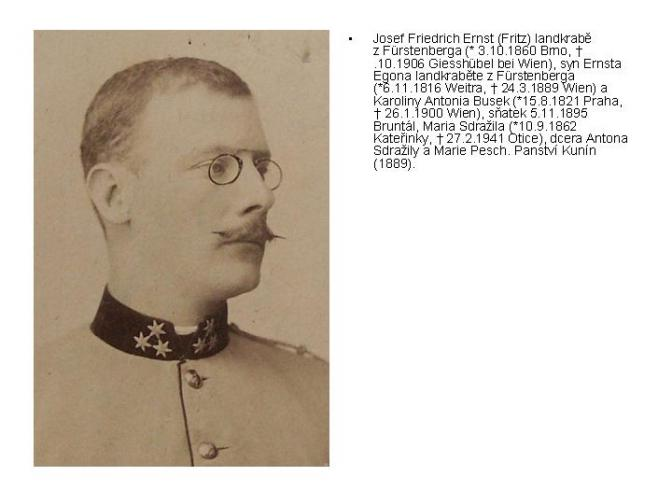 • Josef Friedrich Ernst (Fritz) landkrabě
z Fürstenberga (* 3.10.1860 Brno, †
.10.1906 Giesshübel bei Wien), syn Ernsta
Egona landkraběte z Fürstenberga
(*6.11.1816 Weitra, † 24.3.1889 Wien) a
Karoliny Antonia Busek (*15.8.1821 Praha,
† 26.1.1900 Wien), sňatek 5.11.1895
Bruntál, Maria Sdražila (*10.9.1862
Kateřinky, † 27.2.1941 Otice), dcera Antona
Sdražily a Marie Pesch. Panství Kunín
(1889).